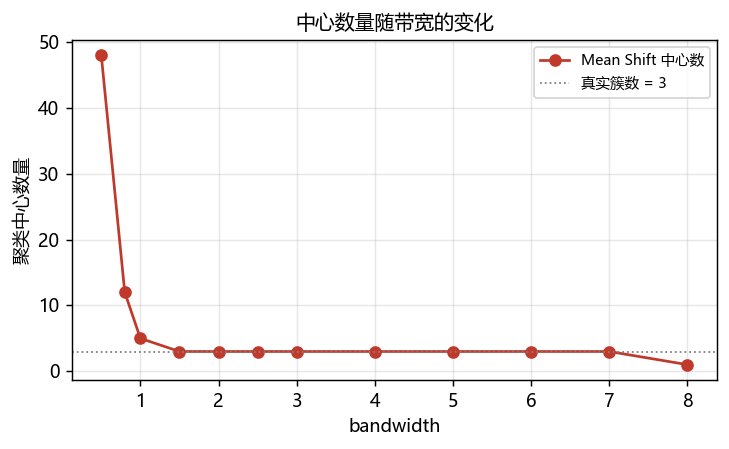 中心数量随带宽的变化
Mean Shift 中心数
真实簇数 = 3
聚类中心数量
50
40
30
20
10
0
1 2 3 4 5 6 7 8
bandwidth